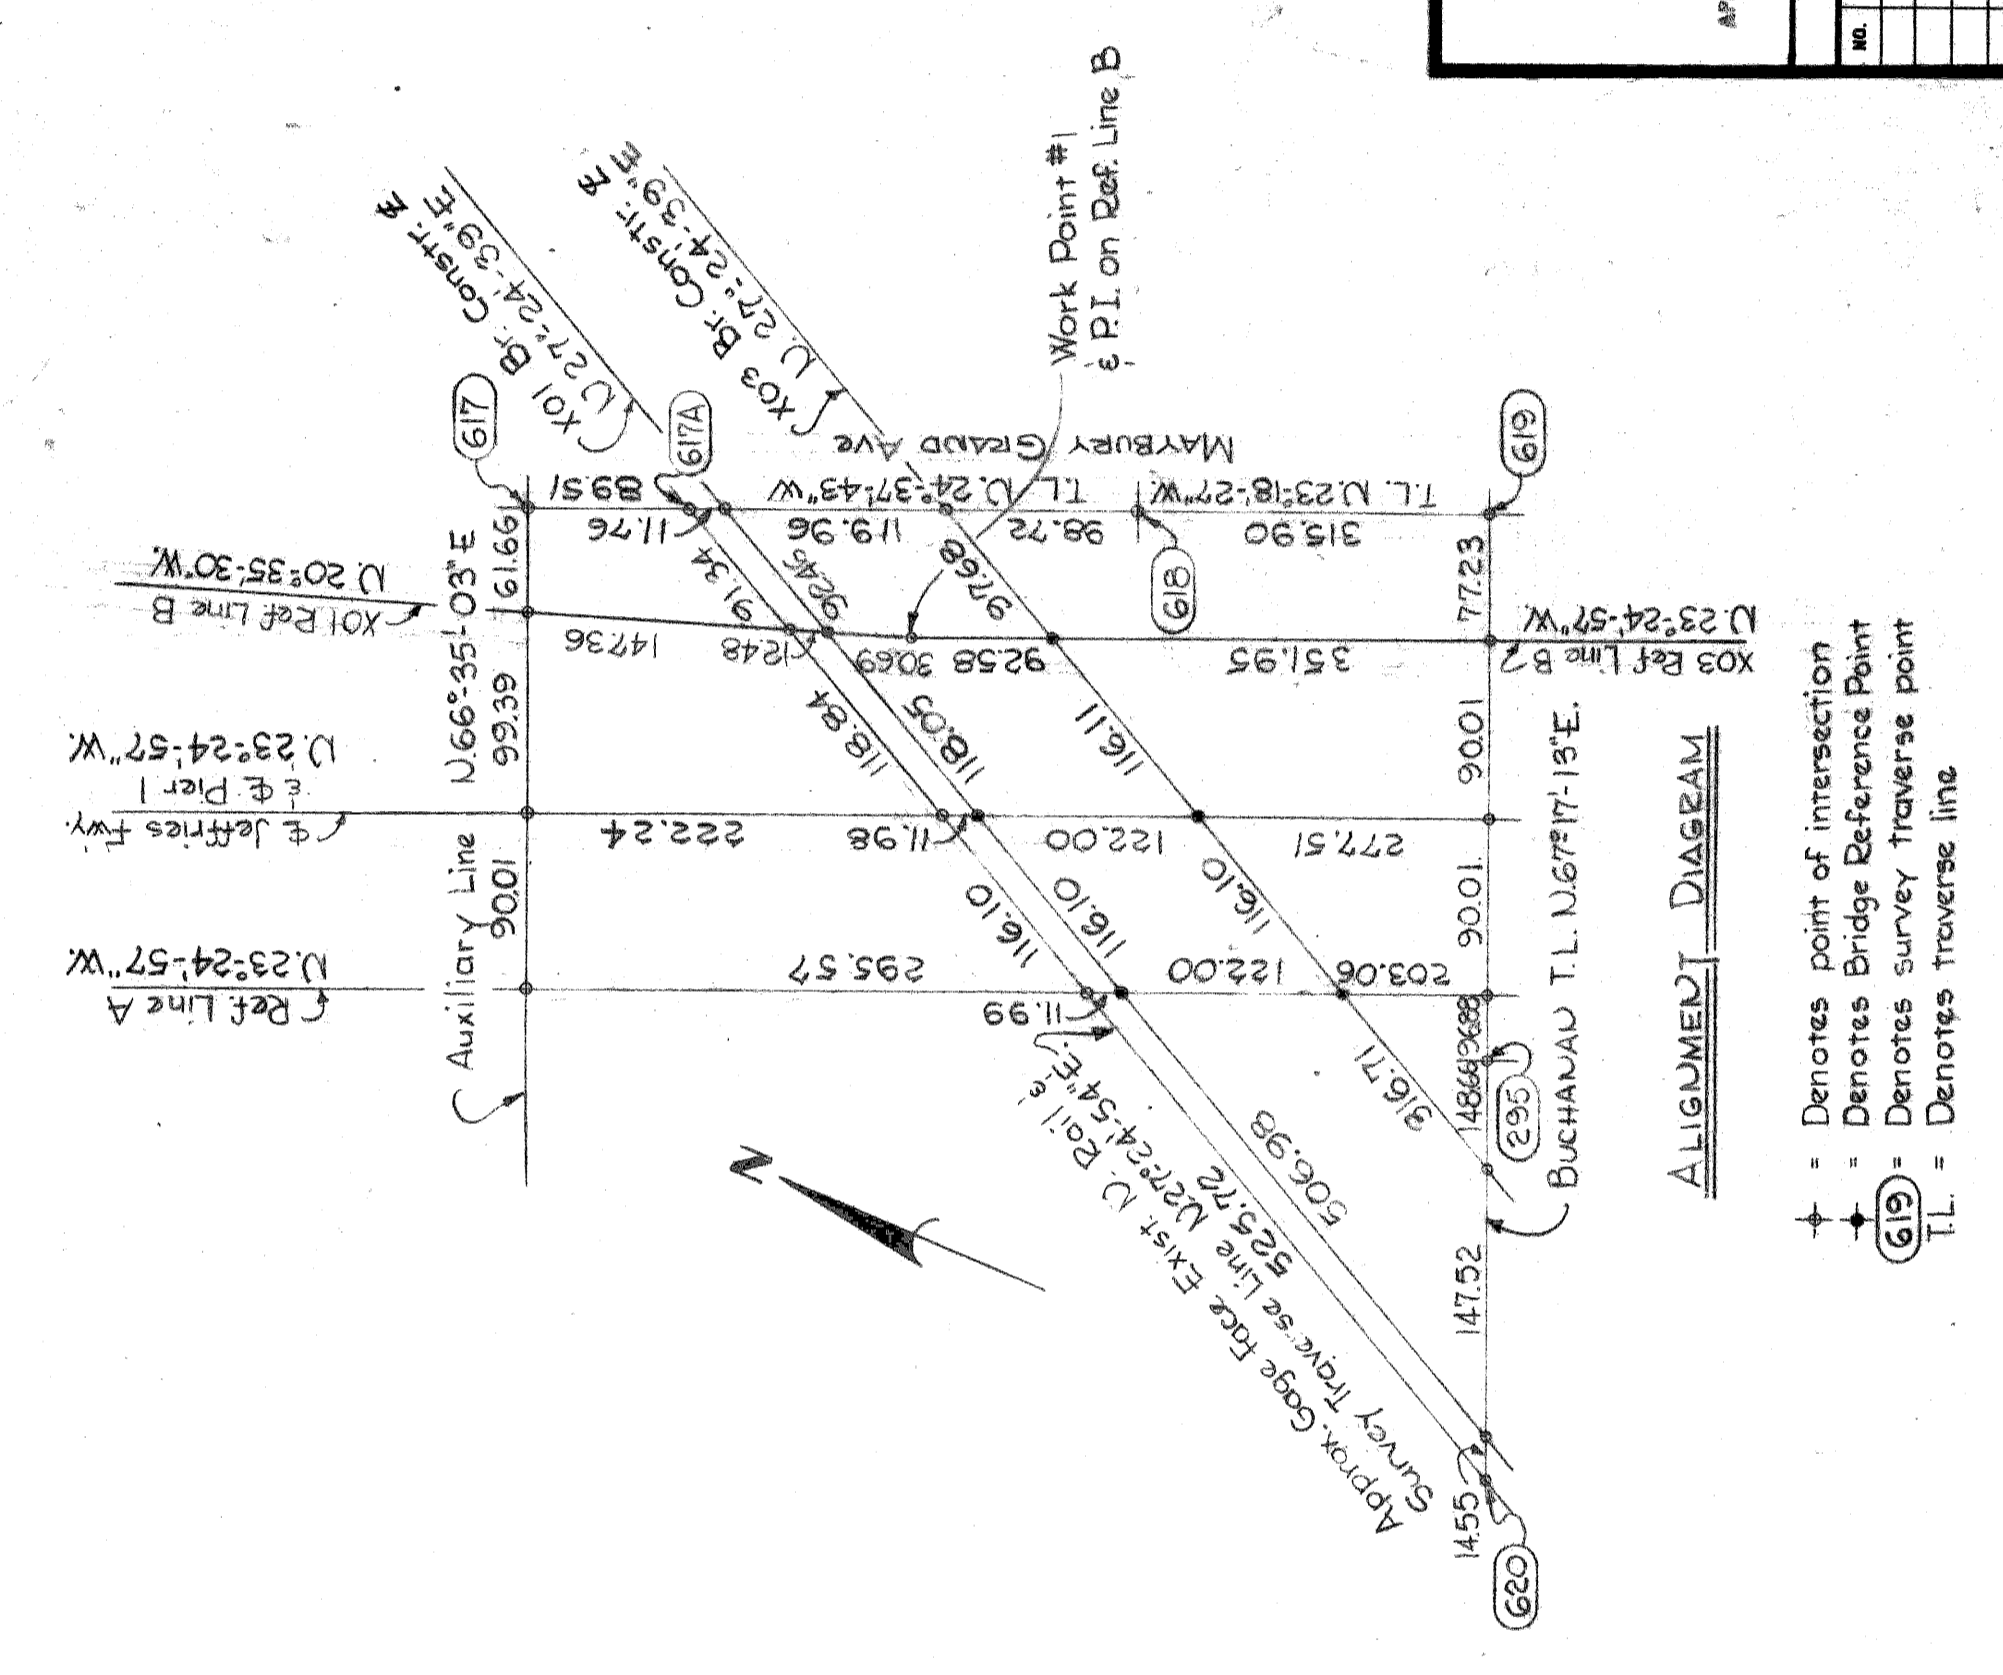 NO.
AP
X01 Br. Constr. ℄
N 27°-24'-39"E
X03 Br. Constr. ℄
N. 27°-24'-39"E
Work Point #1
& P.I. on Ref. Line B
617
617A
MAYBURY GRAND AVE
619
89.51
T.L. N. 24°-37'-43"W
T.L. N.23°-18'-27"W.
11.76
119.96
98.72
315.90
618
N. 20°-35'-30"W.
X01 Ref Line B
N.66°-35'-03"E
61.66
91.34
92.45
97.68
77.23
147.36
12.48
30.69
92.58
351.95
N. 23°-24'-57"W.
X03 Ref Line B
99.39
118.84
118.05
116.11
90.01
N. 23°-24'-57"W.
& ℄ Pier 1
℄ Jeffries Fwy.
222.24
11.98
122.00
277.51
Auxiliary Line
90.01
116.10
116.10
116.10
90.01
N.23°-24'-57"W.
Ref. Line A
295.57
11.99
122.00
203.06
148.66
295
316.71
Approx. Gage Face Exist. N. Rail &
Survey Traverse Line N.27°-24'-54"E.
525.72
506.98
147.52
14.55
620
BUCHANAN T.L. N.67°17'-13"E.
N
ALIGNMENT DIAGRAM
= Denotes point of intersection
= Denotes Bridge Reference Point
619 = Denotes survey traverse point
T.L. = Denotes traverse line